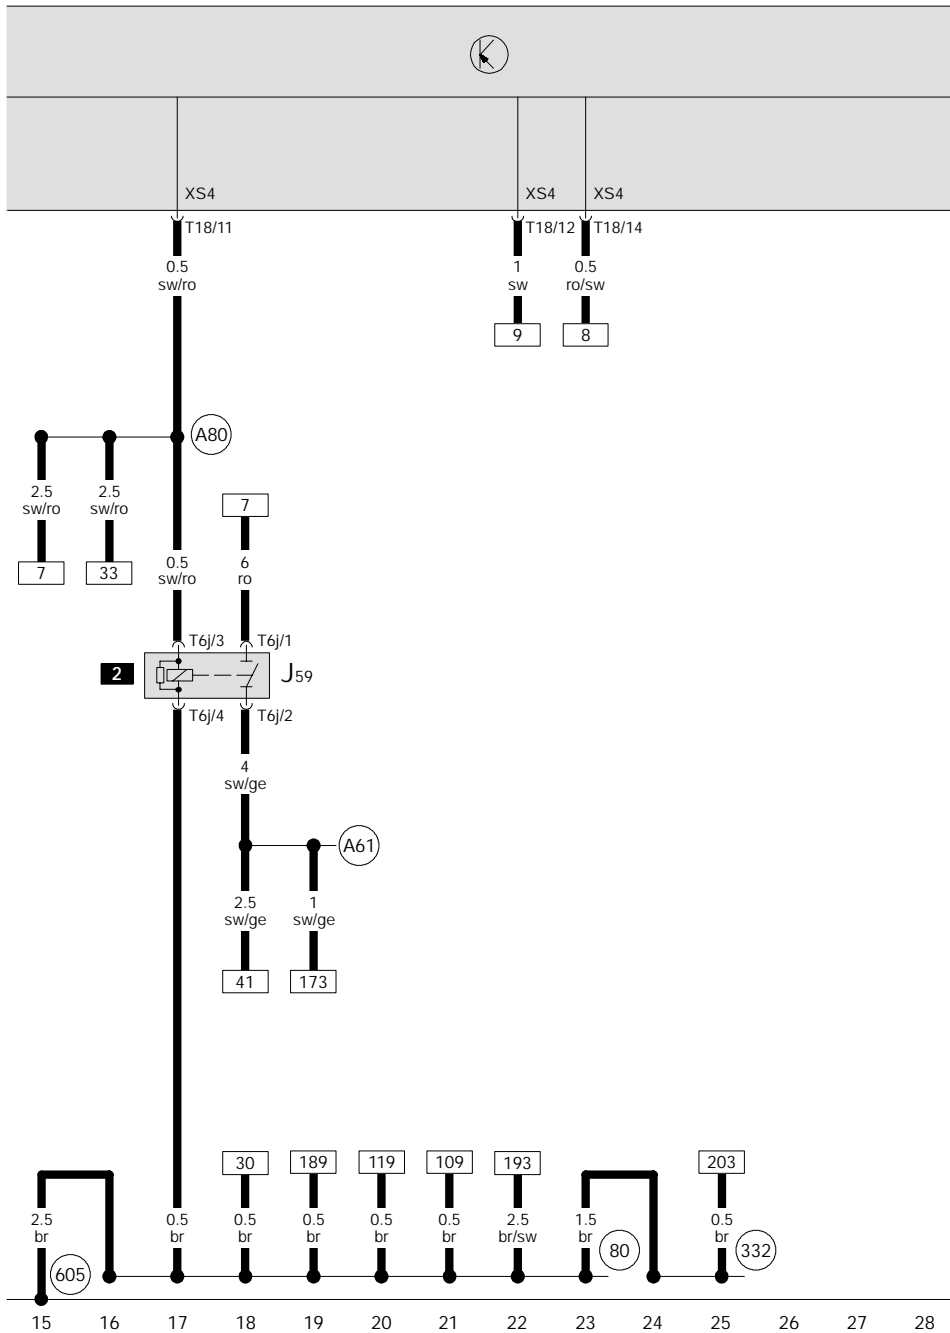 XS4 XS4 XS4
T18/11 T18/12 T18/14
0.5 1 0.5
sw/ro sw ro/sw
9 8
A80
2.5 2.5
sw/ro sw/ro
7
7 33
0.5 6
sw/ro ro
T6j/3 T6j/1
2 J59
T6j/4 T6j/2
4
sw/ge
A61
2.5 1
sw/ge sw/ge
41 173
30 189 119 109 193 203
2.5 0.5 0.5 0.5 0.5 0.5 2.5 1.5 0.5
br br br br br br br/sw br br
605 80 332
15 16 17 18 19 20 21 22 23 24 25 26 27 28